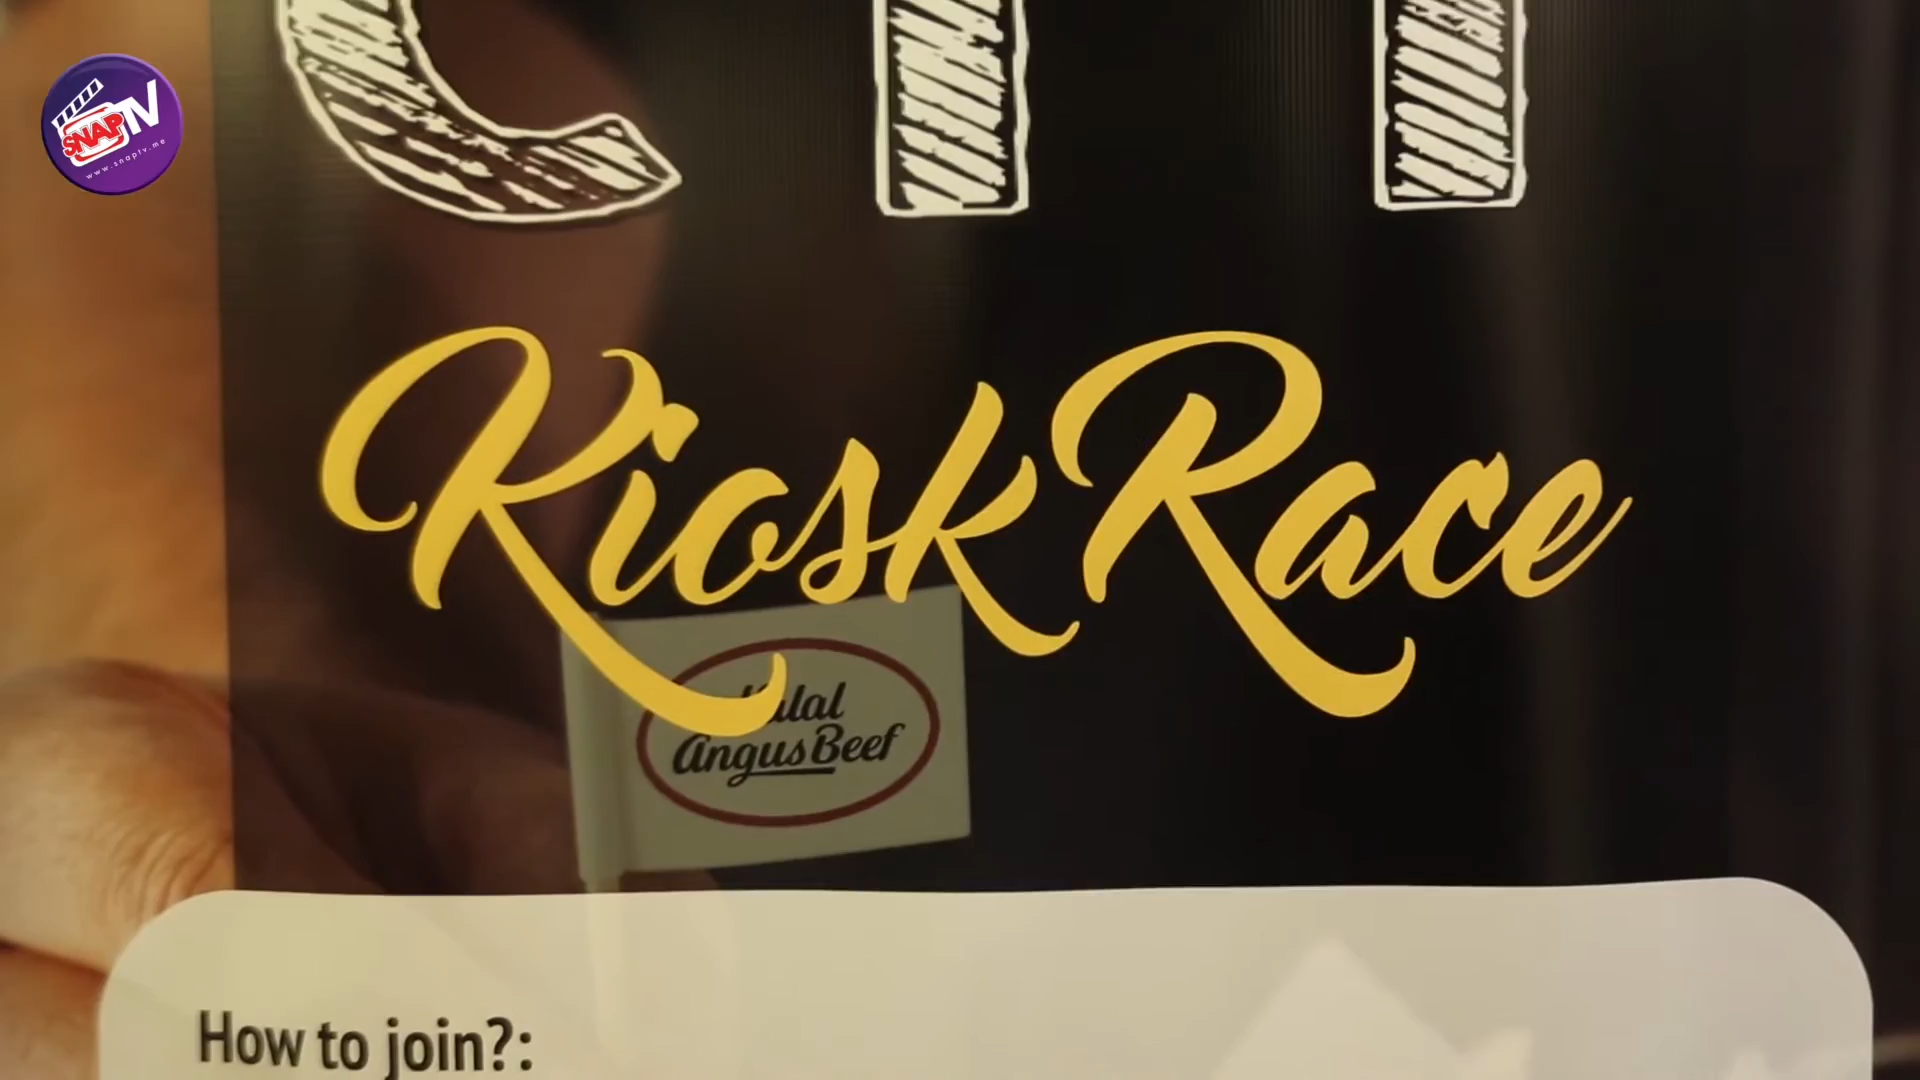 SNAP TV
www.snaptv.me
Kiosk Race
Halal
Angus Beef
How to join?: